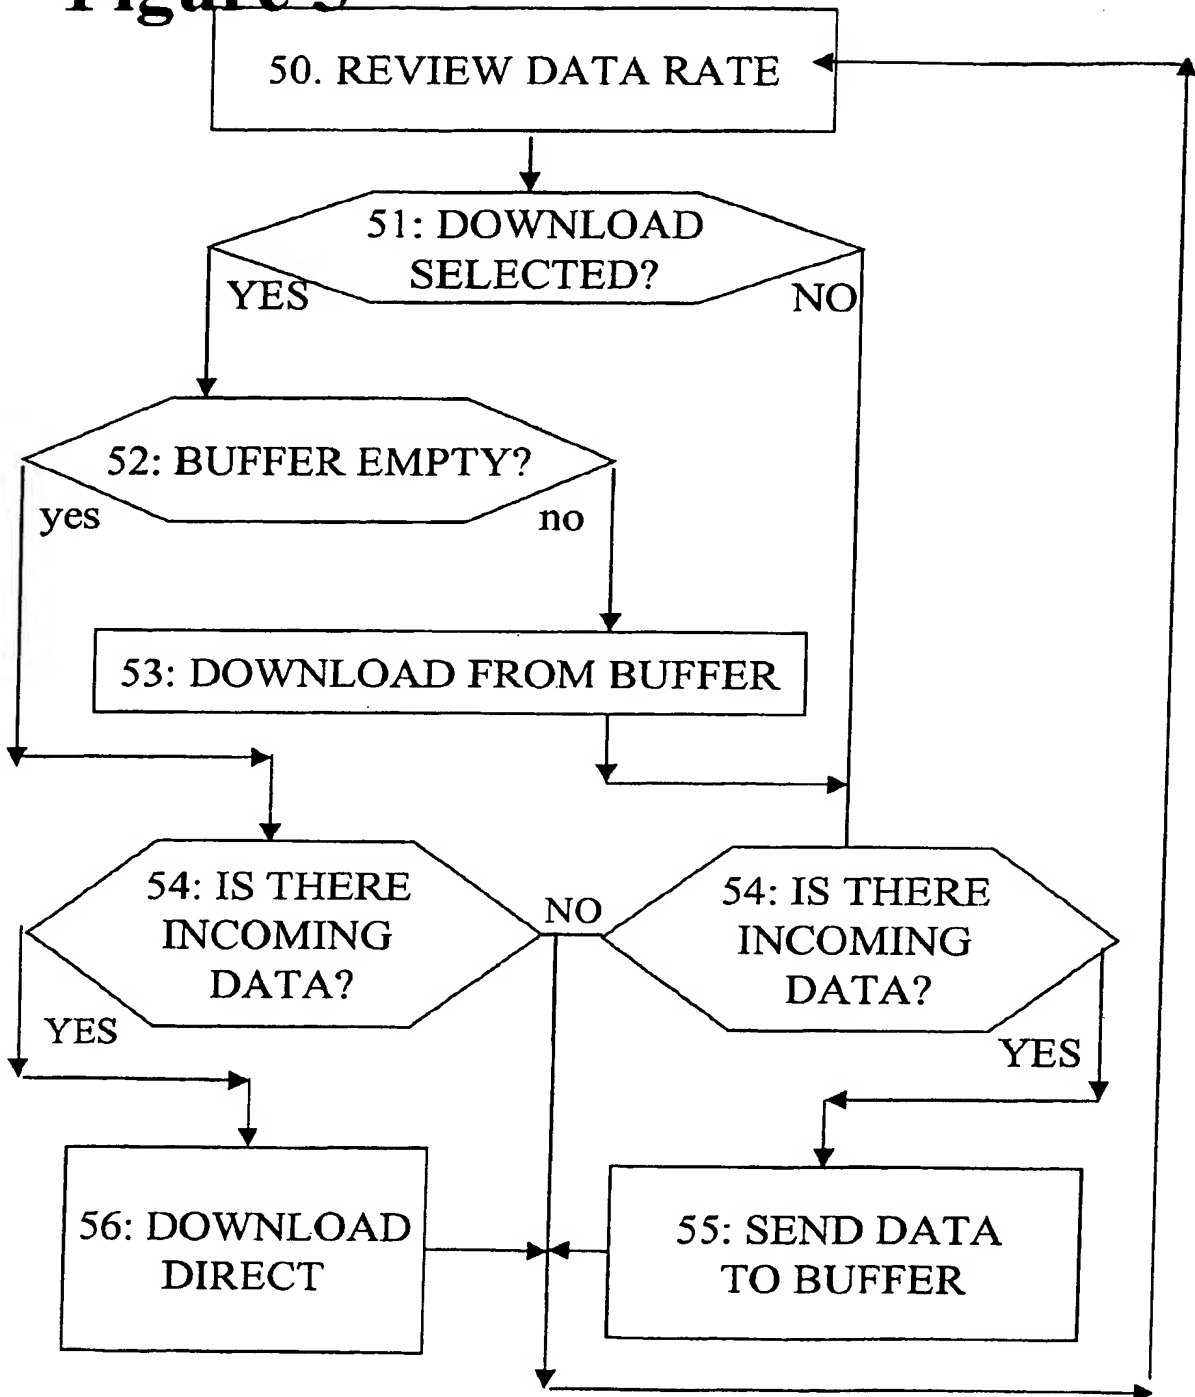 Figure 5
50. REVIEW DATA RATE
51: DOWNLOAD
SELECTED?
YES
NO
52: BUFFER EMPTY?
yes
no
53: DOWNLOAD FROM BUFFER
54: IS THERE
INCOMING
DATA?
NO
54: IS THERE
INCOMING
DATA?
YES
YES
56: DOWNLOAD
DIRECT
55: SEND DATA
TO BUFFER